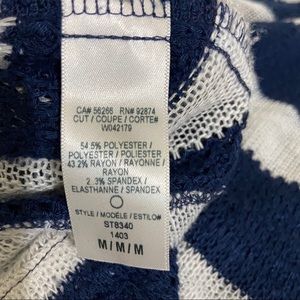 CA# 56266 RN# 92874
CUT / COUPE / CORTE#
W042179
54.5% POLYESTER /
POLYESTER / POLIESTER
43.2% RAYON / RAYONNE /
RAYON
2.3% SPANDEX /
ELASTHANNE / SPANDEX
STYLE / MODÈLE / ESTILO#
ST8340
1403
M / M / M